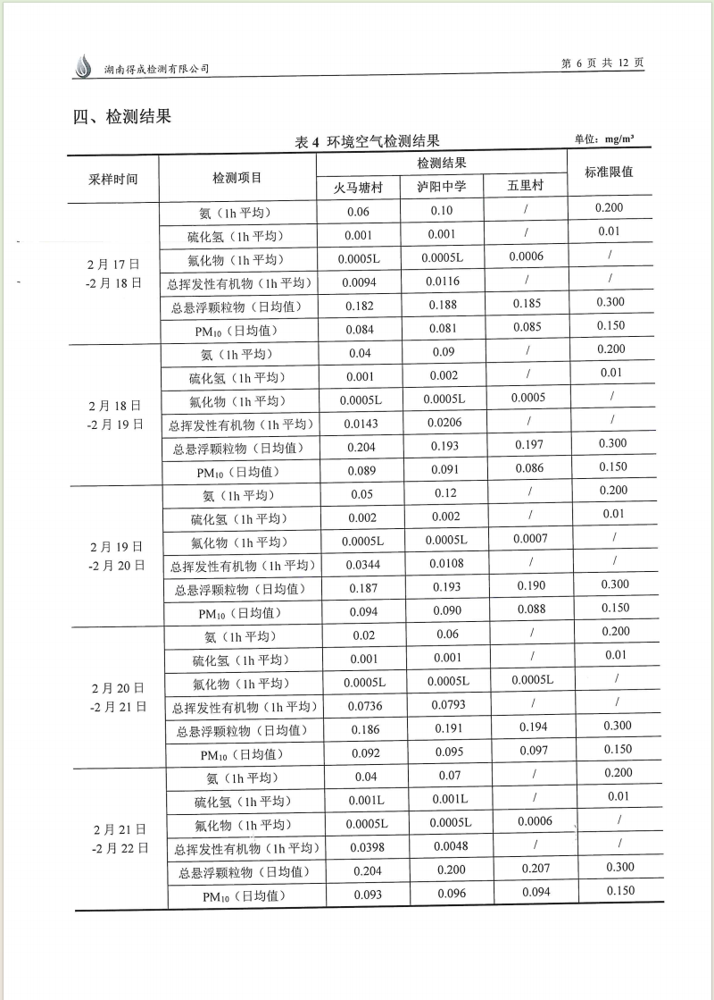 湖南得成检测有限公司 第 6 页 共 12 页
四、检测结果
表 4 环境空气检测结果 单位：mg/m³
采样时间 检测项目 检测结果 标准限值
火马塘村 泸阳中学 五里村
2 月 17 日
-2 月 18 日
氨（1h 平均） 0.06 0.10 / 0.200
硫化氢（1h 平均） 0.001 0.001 / 0.01
氟化物（1h 平均） 0.0005L 0.0005L 0.0006 /
总挥发性有机物（1h 平均） 0.0094 0.0116 / /
总悬浮颗粒物（日均值） 0.182 0.188 0.185 0.300
PM₁₀（日均值） 0.084 0.081 0.085 0.150
2 月 18 日
-2 月 19 日
氨（1h 平均） 0.04 0.09 / 0.200
硫化氢（1h 平均） 0.001 0.002 / 0.01
氟化物（1h 平均） 0.0005L 0.0005L 0.0005 /
总挥发性有机物（1h 平均） 0.0143 0.0206 / /
总悬浮颗粒物（日均值） 0.204 0.193 0.197 0.300
PM₁₀（日均值） 0.089 0.091 0.086 0.150
2 月 19 日
-2 月 20 日
氨（1h 平均） 0.05 0.12 / 0.200
硫化氢（1h 平均） 0.002 0.002 / 0.01
氟化物（1h 平均） 0.0005L 0.0005L 0.0007 /
总挥发性有机物（1h 平均） 0.0344 0.0108 / /
总悬浮颗粒物（日均值） 0.187 0.193 0.190 0.300
PM₁₀（日均值） 0.094 0.090 0.088 0.150
2 月 20 日
-2 月 21 日
氨（1h 平均） 0.02 0.06 / 0.200
硫化氢（1h 平均） 0.001 0.001 / 0.01
氟化物（1h 平均） 0.0005L 0.0005L 0.0005L /
总挥发性有机物（1h 平均） 0.0736 0.0793 / /
总悬浮颗粒物（日均值） 0.186 0.191 0.194 0.300
PM₁₀（日均值） 0.092 0.095 0.097 0.150
2 月 21 日
-2 月 22 日
氨（1h 平均） 0.04 0.07 / 0.200
硫化氢（1h 平均） 0.001L 0.001L / 0.01
氟化物（1h 平均） 0.0005L 0.0005L 0.0006 /
总挥发性有机物（1h 平均） 0.0398 0.0048 / /
总悬浮颗粒物（日均值） 0.204 0.200 0.207 0.300
PM₁₀（日均值） 0.093 0.096 0.094 0.150